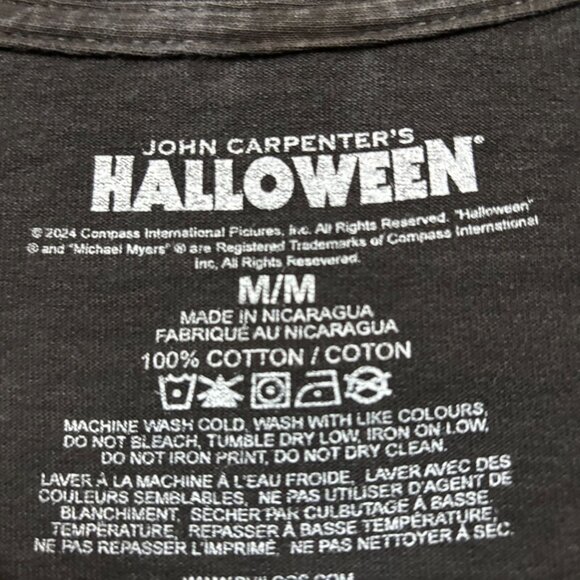 JOHN CARPENTER'S
HALLOWEEN®
© 2024 Compass International Pictures, Inc. All Rights Reserved. "Halloween"
® and "Michael Myers" ® are Registered Trademarks of Compass International
Inc, All Rights Resevered.
M/M
MADE IN NICARAGUA
FABRIQUÉ AU NICARAGUA
100% COTTON / COTON
MACHINE WASH COLD, WASH WITH LIKE COLOURS,
DO NOT BLEACH, TUMBLE DRY LOW, IRON ON LOW,
DO NOT IRON PRINT, DO NOT DRY CLEAN.
LAVER À LA MACHINE À L'EAU FROIDE, LAVER AVEC DES
COULEURS SEMBLABLES, NE PAS UTILISER D'AGENT DE
BLANCHIMENT, SÉCHER PAR CULBUTAGE À BASSE
TEMPÉRATURE, REPASSER À BASSE TEMPÉRATURE,
NE PAS REPASSER L'IMPRIMÉ, NE PAS NETTOYER À SEC.